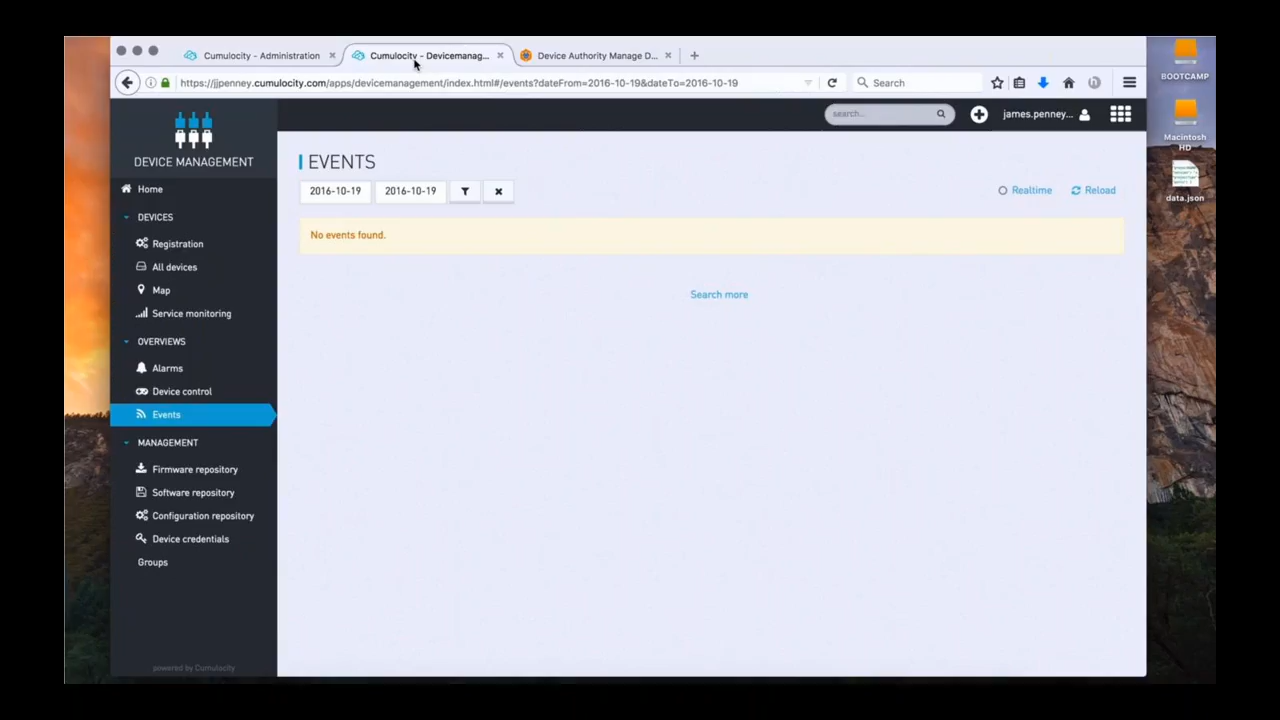 Cumulocity - Administration
Cumulocity - Devicemanag...
Device Authority Manage D...
https://jjpenney.cumulocity.com/apps/devicemanagement/index.html#/events?dateFrom=2016-10-19&dateTo=2016-10-19
Search
BOOTCAMP
Macintosh
HD
data.json
search...
james.penney...
DEVICE MANAGEMENT
Home
DEVICES
Registration
All devices
Map
Service monitoring
OVERVIEWS
Alarms
Device control
Events
MANAGEMENT
Firmware repository
Software repository
Configuration repository
Device credentials
Groups
powered by Cumulocity
EVENTS
2016-10-19 2016-10-19
Realtime Reload
No events found.
Search more